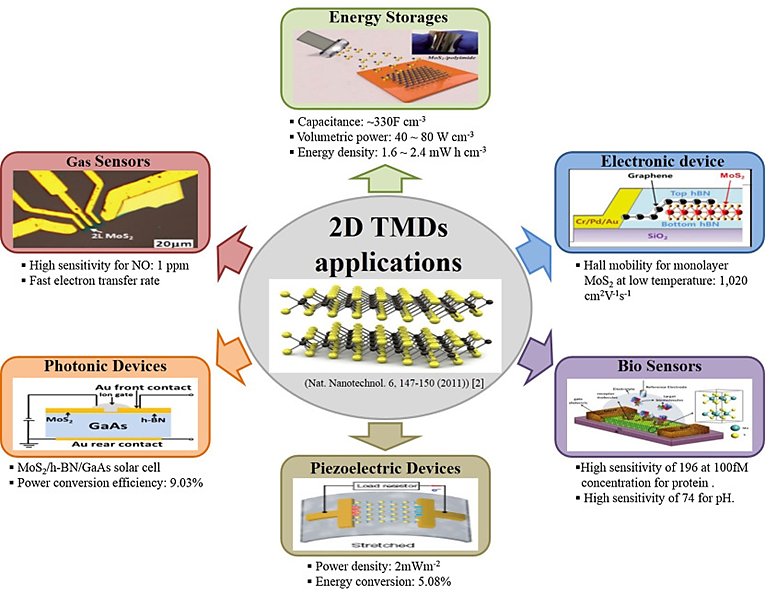 Energy Storages
MoS₂/polyimide
▪ Capacitance: ~330F cm⁻³
▪ Volumetric power: 40 ~ 80 W cm⁻³
▪ Energy density: 1.6 ~ 2.4 mW h cm⁻³
Gas Sensors
2L MoS₂
20μm
▪ High sensitivity for NO: 1 ppm
▪ Fast electron transfer rate
Electronic device
Graphene
MoS₂
Top hBN
Cr/Pd/Au
Bottom hBN
SiO₂
▪ Hall mobility for monolayer
MoS₂ at low temperature: 1,020
cm²V⁻¹s⁻¹
2D TMDs
applications
(Nat. Nanotechnol. 6, 147-150 (2011)) [2]
Photonic Devices
Au front contact
Ion gate
MoS₂
h-BN
GaAs
Au rear contact
▪ MoS₂/h-BN/GaAs solar cell
▪ Power conversion efficiency: 9.03%
Bio Sensors
Reference Electrode
▪High sensitivity of 196 at 100fM
concentration for protein .
▪ High sensitivity of 74 for pH.
Piezoelectric Devices
Load resistor
e⁻
Stretched
▪ Power density: 2mWm⁻²
▪ Energy conversion: 5.08%